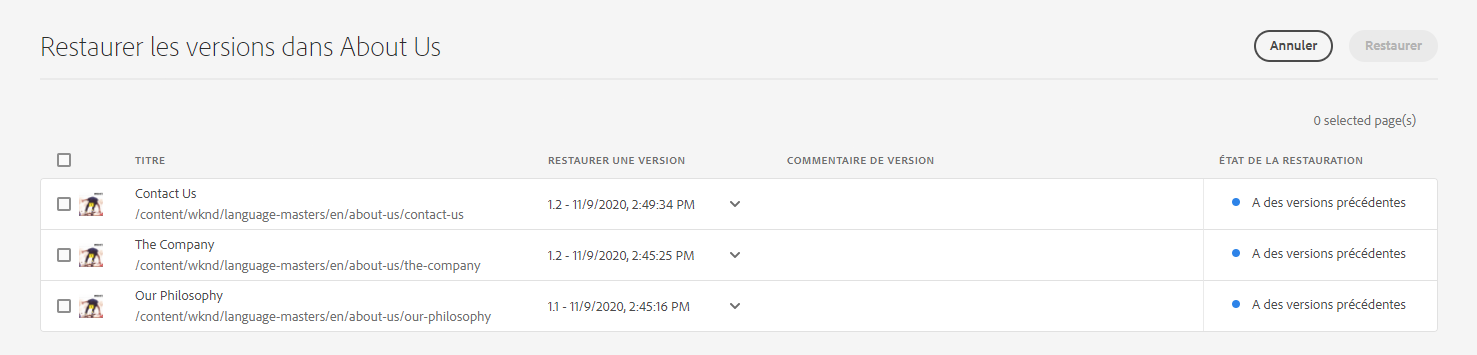 Restaurer les versions dans About Us
Annuler
Restaurer
0 selected page(s)
TITRE
RESTAURER UNE VERSION
COMMENTAIRE DE VERSION
ÉTAT DE LA RESTAURATION
Contact Us
/content/wknd/language-masters/en/about-us/contact-us
1.2 - 11/9/2020, 2:49:34 PM
A des versions précédentes
The Company
/content/wknd/language-masters/en/about-us/the-company
1.2 - 11/9/2020, 2:45:25 PM
A des versions précédentes
Our Philosophy
/content/wknd/language-masters/en/about-us/our-philosophy
1.1 - 11/9/2020, 2:45:16 PM
A des versions précédentes